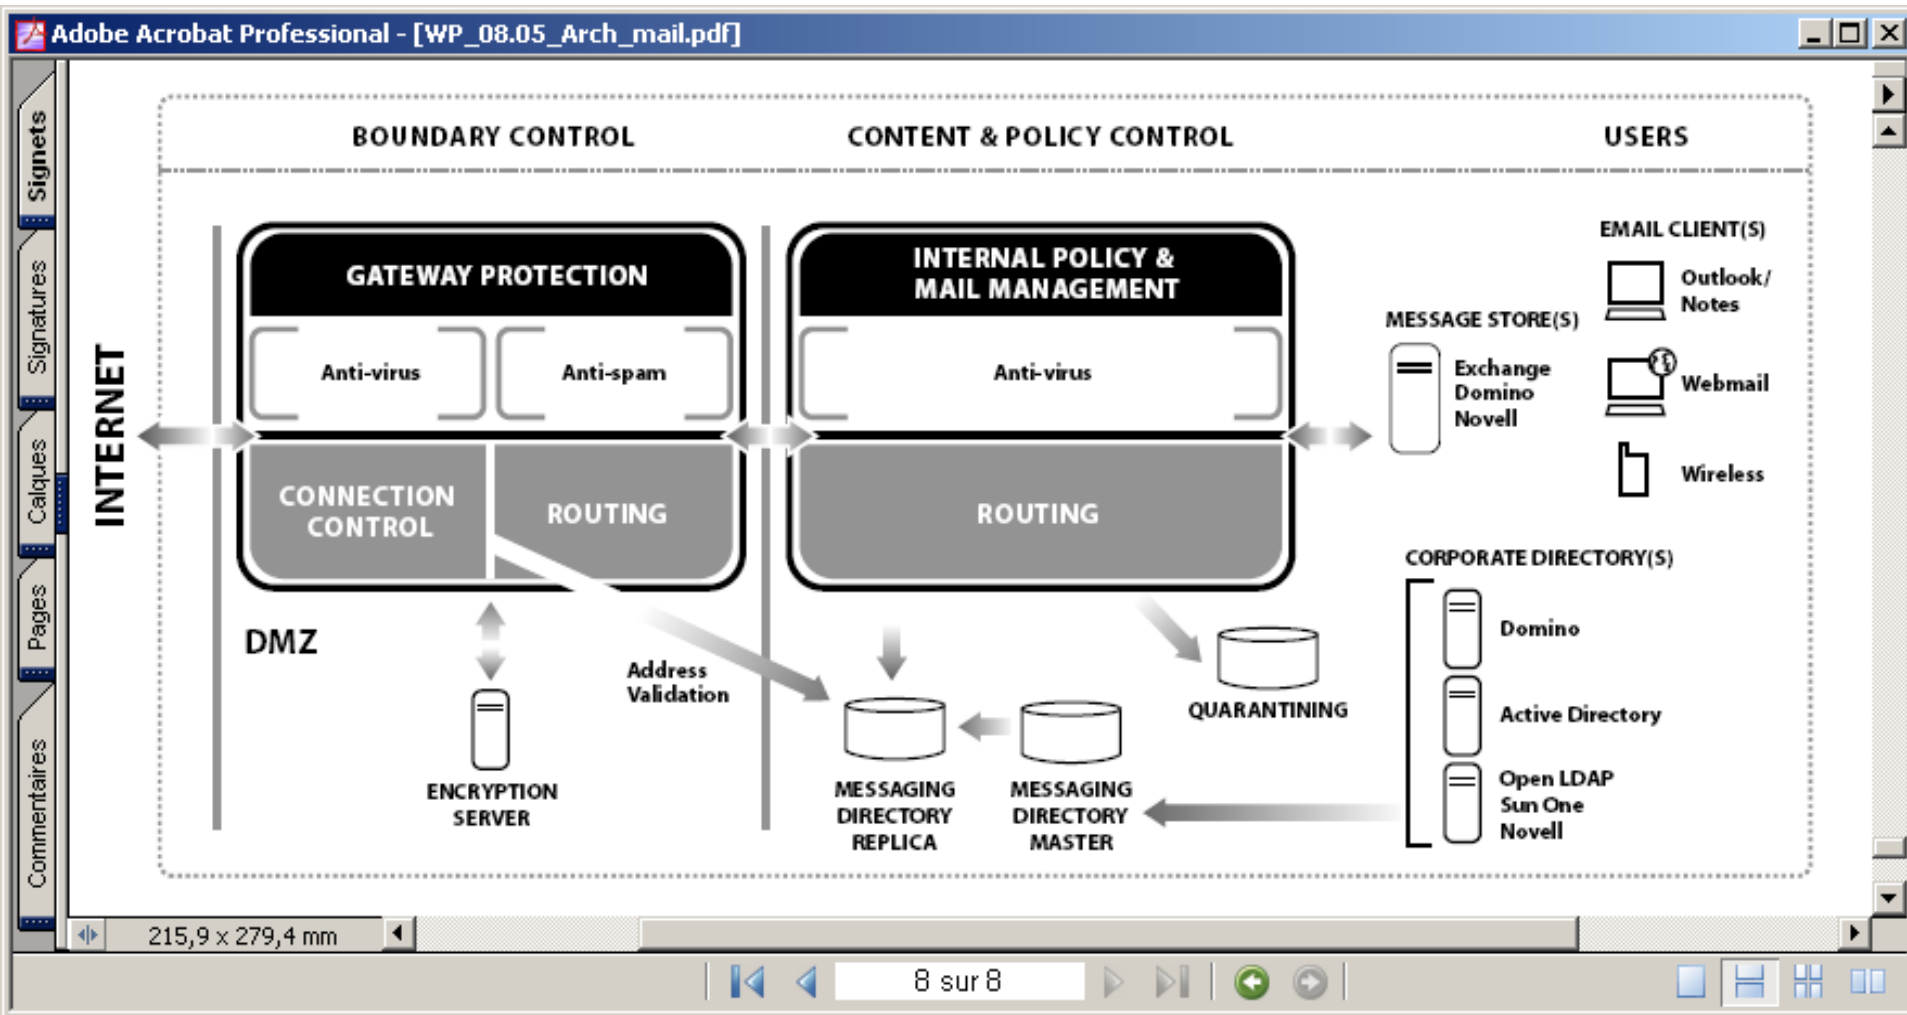 Adobe Acrobat Professional - [WP_08.05_Arch_mail.pdf]
Signets
Signatures
Calques
Pages
Commentaires
BOUNDARY CONTROL
CONTENT & POLICY CONTROL
USERS
INTERNET
GATEWAY PROTECTION
Anti-virus
Anti-spam
CONNECTION
CONTROL
ROUTING
DMZ
ENCRYPTION
SERVER
Address
Validation
INTERNAL POLICY &
MAIL MANAGEMENT
Anti-virus
ROUTING
MESSAGING
DIRECTORY
REPLICA
MESSAGING
DIRECTORY
MASTER
QUARANTINING
MESSAGE STORE(S)
Exchange
Domino
Novell
EMAIL CLIENT(S)
Outlook/
Notes
Webmail
Wireless
CORPORATE DIRECTORY(S)
Domino
Active Directory
Open LDAP
Sun One
Novell
215,9 x 279,4 mm
8 sur 8